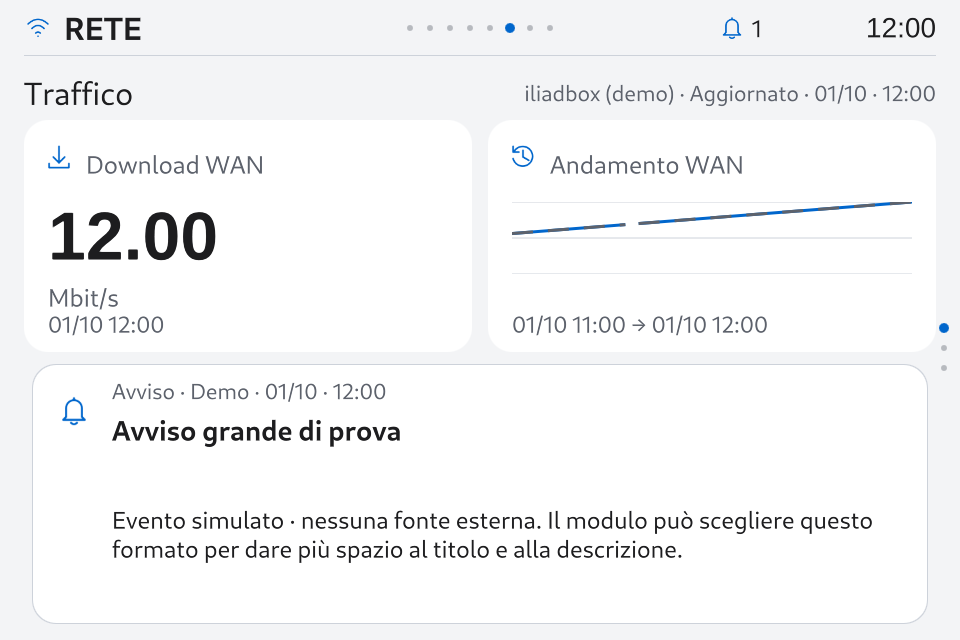 RETE
1
12:00
Traffico
iliadbox (demo) · Aggiornato · 01/10 · 12:00
Download WAN
12.00
Mbit/s
01/10 12:00
Andamento WAN
01/10 11:00 → 01/10 12:00
Avviso · Demo · 01/10 · 12:00
Avviso grande di prova
Evento simulato · nessuna fonte esterna. Il modulo può scegliere questo
formato per dare più spazio al titolo e alla descrizione.